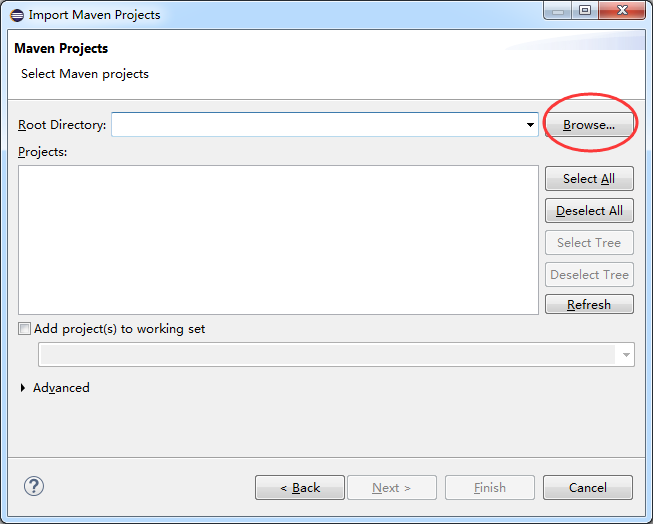 Import Maven Projects
Maven Projects
Select Maven projects
Root Directory:
Browse...
Projects:
Select All
Deselect All
Select Tree
Deselect Tree
Refresh
Add project(s) to working set
Advanced
?
< Back
Next >
Finish
Cancel